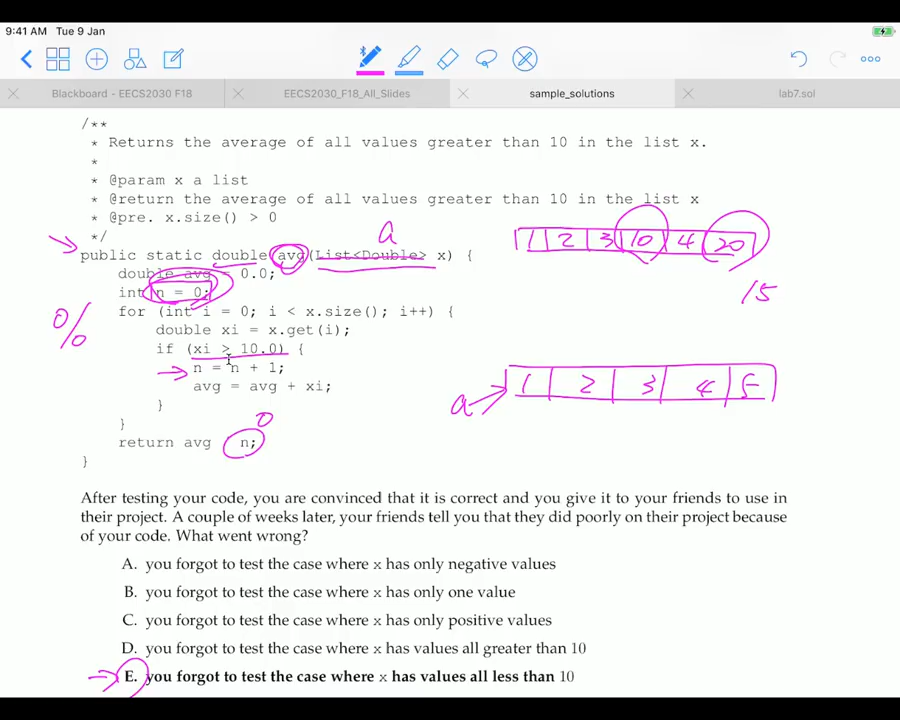 9:41 AM Tue 9 Jan
Blackboard - EECS2030 F18
EECS2030_F18_All_Slides
sample_solutions
lab7.sol
/**
* Returns the average of all values greater than 10 in the list x.
*
* @param x a list
* @return the average of all values greater than 10 in the list x
* @pre. x.size() > 0
*/
a
public static double avg(List<Double> x) {
double avg = 0.0;
int n = 0;
for (int i = 0; i < x.size(); i++) {
double xi = x.get(i);
if (xi > 10.0) {
n = n + 1;
avg = avg + xi;
}
}
0
return avg n;
}
0/0
1 2 3 10 4 20
15
a
1 2 3 4 5
After testing your code, you are convinced that it is correct and you give it to your friends to use in
their project. A couple of weeks later, your friends tell you that they did poorly on their project because
of your code. What went wrong?
A. you forgot to test the case where x has only negative values
B. you forgot to test the case where x has only one value
C. you forgot to test the case where x has only positive values
D. you forgot to test the case where x has values all greater than 10
E. you forgot to test the case where x has values all less than 10